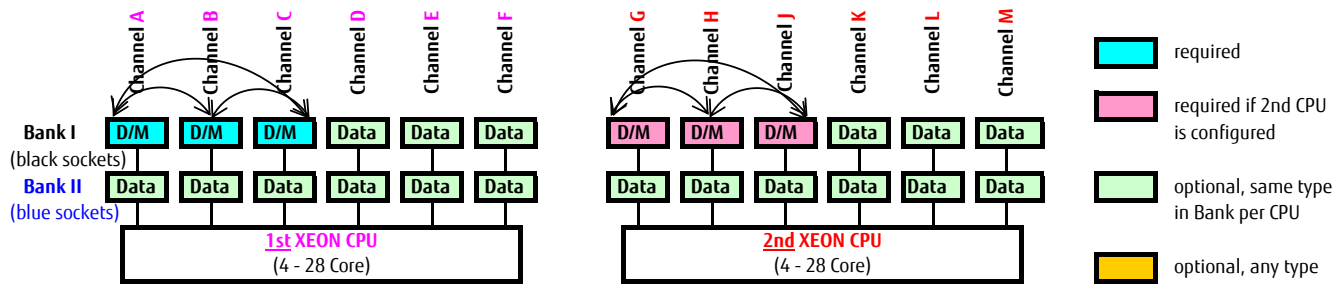 Channel A Channel B Channel C Channel D Channel E Channel F
Channel G Channel H Channel J Channel K Channel L Channel M
Bank I D/M D/M D/M Data Data Data
D/M D/M D/M Data Data Data
(black sockets)
Bank II Data Data Data Data Data Data
Data Data Data Data Data Data
(blue sockets)
1st XEON CPU
(4 - 28 Core)
2nd XEON CPU
(4 - 28 Core)
required
required if 2nd CPU
is configured
optional, same type
in Bank per CPU
optional, any type